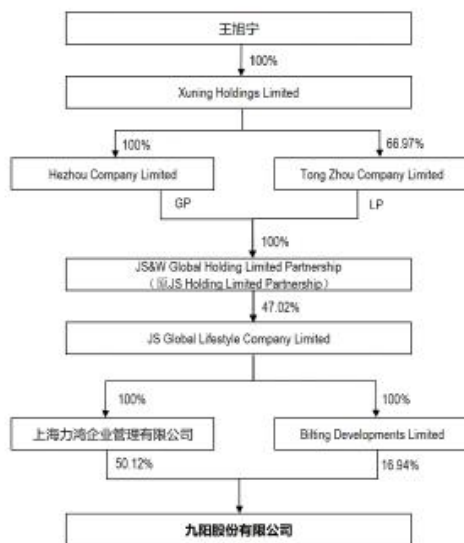 王旭宁
100%
Xuning Holdings Limited
100%
66.97%
Hezhou Company Limited
Tong Zhou Company Limited
GP
LP
100%
JS&W Global Holding Limited Partnership
（原JS Holding Limited Partnership）
47.02%
JS Global Lifestyle Company Limited
100%
100%
上海力鸿企业管理有限公司
Bilting Developments Limited
50.12%
16.94%
九阳股份有限公司